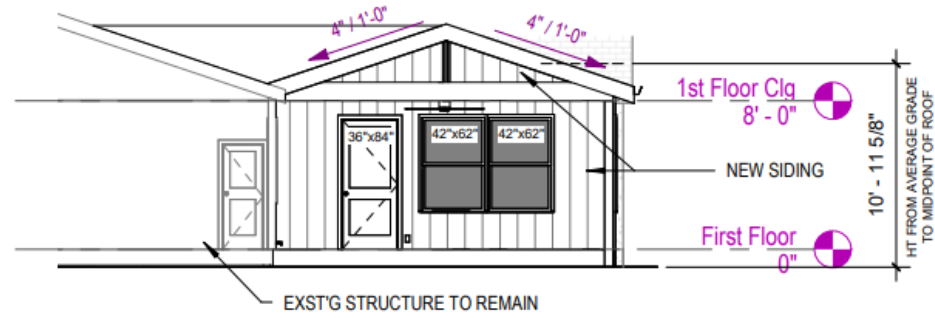 4" / 1'-0"
4" / 1'-0"
1st Floor Clg
8' - 0"
36"x84"
42"x62"
42"x62"
NEW SIDING
10' - 11 5/8"
HT FROM AVERAGE GRADE
TO MIDPOINT OF ROOF
First Floor
0"
EXST'G STRUCTURE TO REMAIN